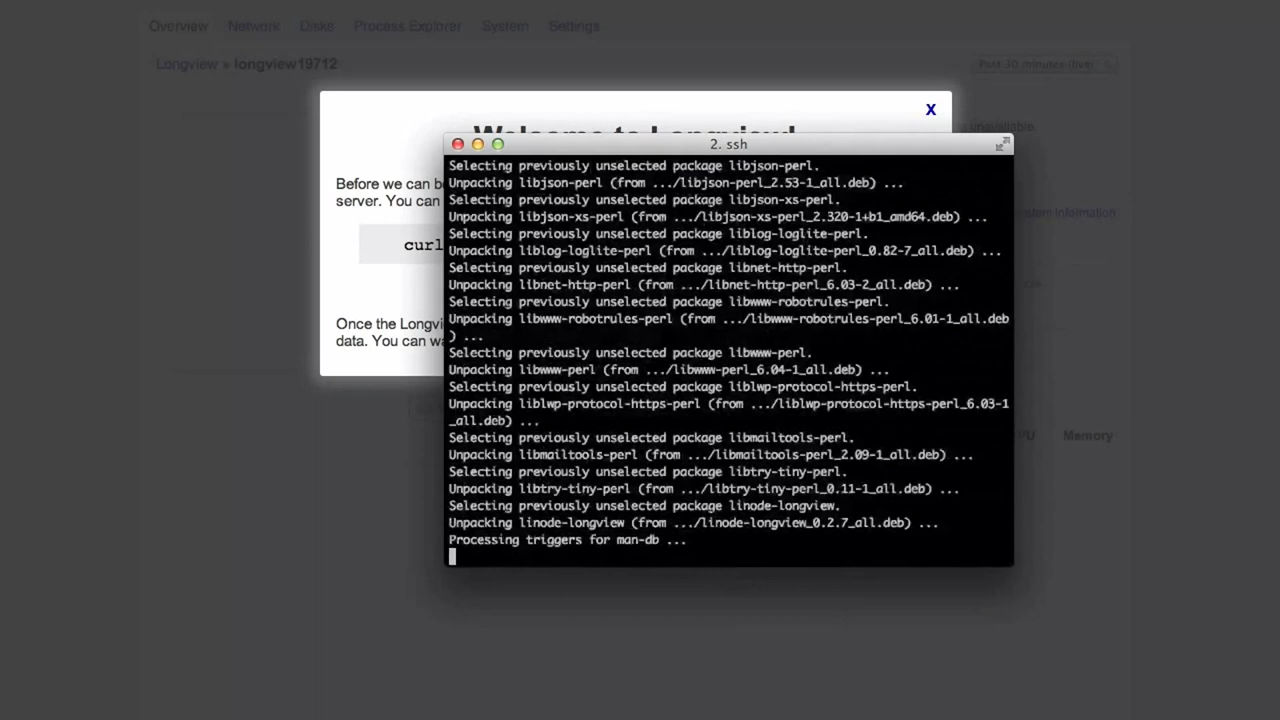 Overview Network Disks Process Explorer System Settings
Longview » longview19712
Past 30 minutes (live)
X
Welcome to Longview!
unavailable
Before we can be
server. You can
curl
Once the Longvi
data. You can wa
System Information
CPU Memory
2. ssh
Selecting previously unselected package libjson-perl.
Unpacking libjson-perl (from .../libjson-perl_2.53-1_all.deb) ...
Selecting previously unselected package libjson-xs-perl.
Unpacking libjson-xs-perl (from .../libjson-xs-perl_2.320-1+b1_amd64.deb) ...
Selecting previously unselected package liblog-loglite-perl.
Unpacking liblog-loglite-perl (from .../liblog-loglite-perl_0.82-7_all.deb) ...
Selecting previously unselected package libnet-http-perl.
Unpacking libnet-http-perl (from .../libnet-http-perl_6.03-2_all.deb) ...
Selecting previously unselected package libwww-robotrules-perl.
Unpacking libwww-robotrules-perl (from .../libwww-robotrules-perl_6.01-1_all.deb
) ...
Selecting previously unselected package libwww-perl.
Unpacking libwww-perl (from .../libwww-perl_6.04-1_all.deb) ...
Selecting previously unselected package liblwp-protocol-https-perl.
Unpacking liblwp-protocol-https-perl (from .../liblwp-protocol-https-perl_6.03-1
_all.deb) ...
Selecting previously unselected package libmailtools-perl.
Unpacking libmailtools-perl (from .../libmailtools-perl_2.09-1_all.deb) ...
Selecting previously unselected package libtry-tiny-perl.
Unpacking libtry-tiny-perl (from .../libtry-tiny-perl_0.11-1_all.deb) ...
Selecting previously unselected package linode-longview.
Unpacking linode-longview (from .../linode-longview_0.2.7_all.deb) ...
Processing triggers for man-db ...